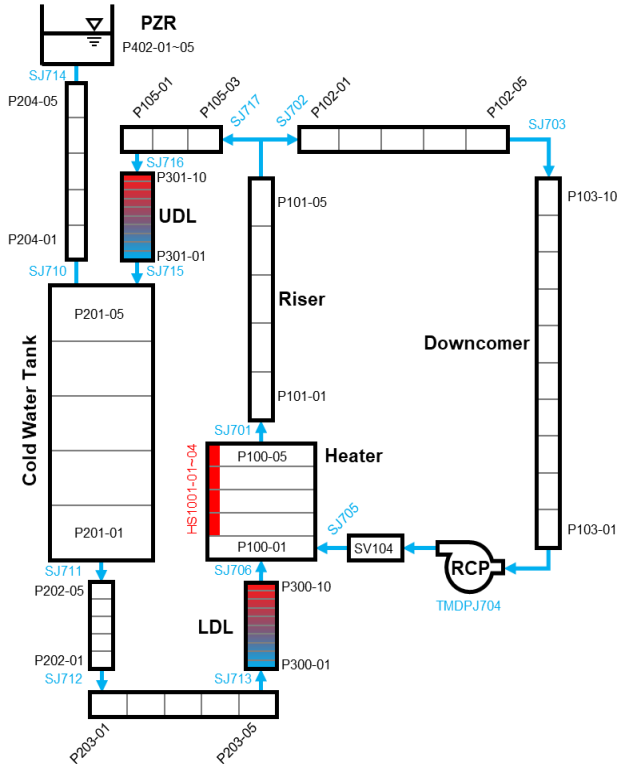 PZR
P402-01~05
SJ714
P204-05
P105-01
P105-03
SJ717
SJ702
P102-01
P102-05
SJ703
SJ716
P301-10
UDL
P301-01
SJ715
P204-01
SJ710
P101-05
Riser
P101-01
SJ701
P103-10
Downcomer
P103-01
Cold Water Tank
P201-05
P201-01
SJ711
HS1001-01~04
P100-05
Heater
P100-01
SJ705
SV104
RCP
TMDPJ704
SJ706
P202-05
P202-01
SJ712
P300-10
LDL
P300-01
SJ713
P203-01
P203-05